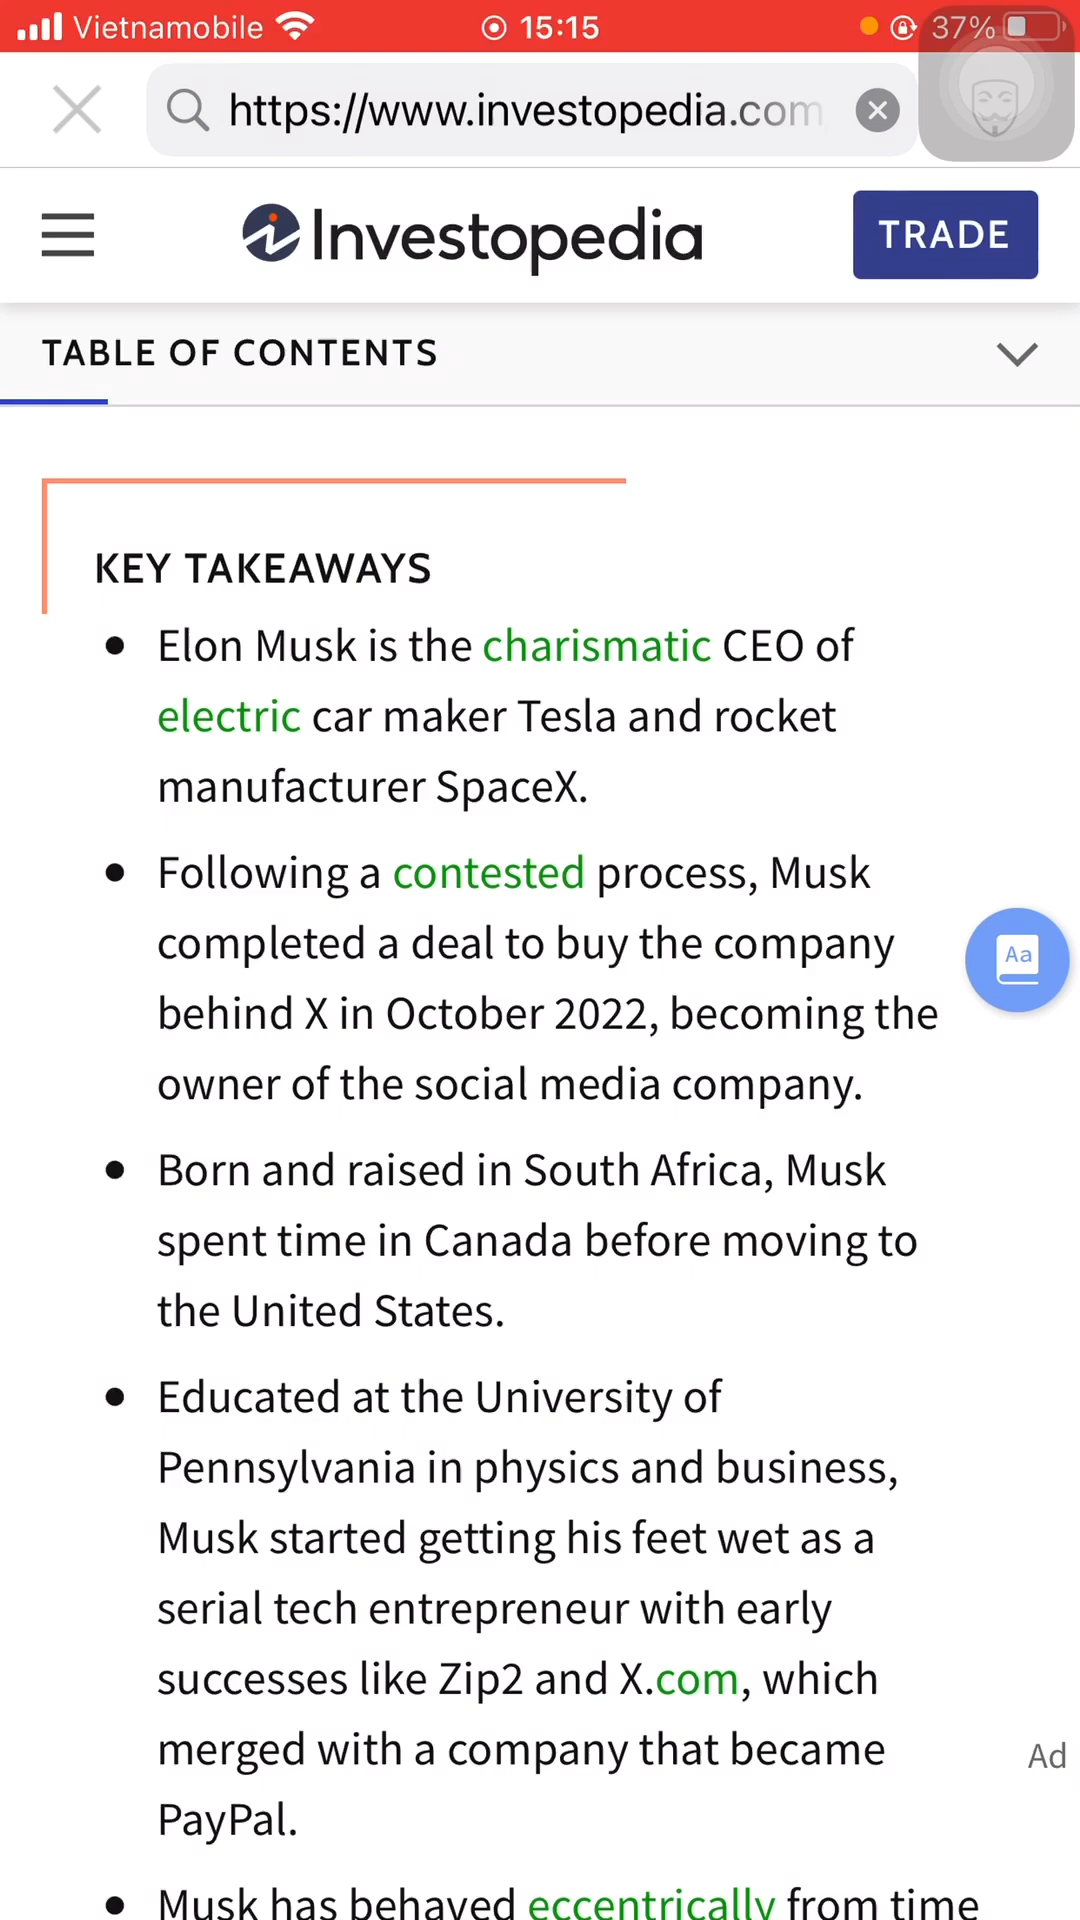 Vietnamobile 15:15 37%
https://www.investopedia.com
Investopedia TRADE
TABLE OF CONTENTS
KEY TAKEAWAYS
Elon Musk is the charismatic CEO of
electric car maker Tesla and rocket
manufacturer SpaceX.
Following a contested process, Musk
completed a deal to buy the company
behind X in October 2022, becoming the
owner of the social media company.
Aa
Born and raised in South Africa, Musk
spent time in Canada before moving to
the United States.
Educated at the University of
Pennsylvania in physics and business,
Musk started getting his feet wet as a
serial tech entrepreneur with early
successes like Zip2 and X.com, which
merged with a company that became
PayPal.
Ad
Musk has behaved eccentrically from time